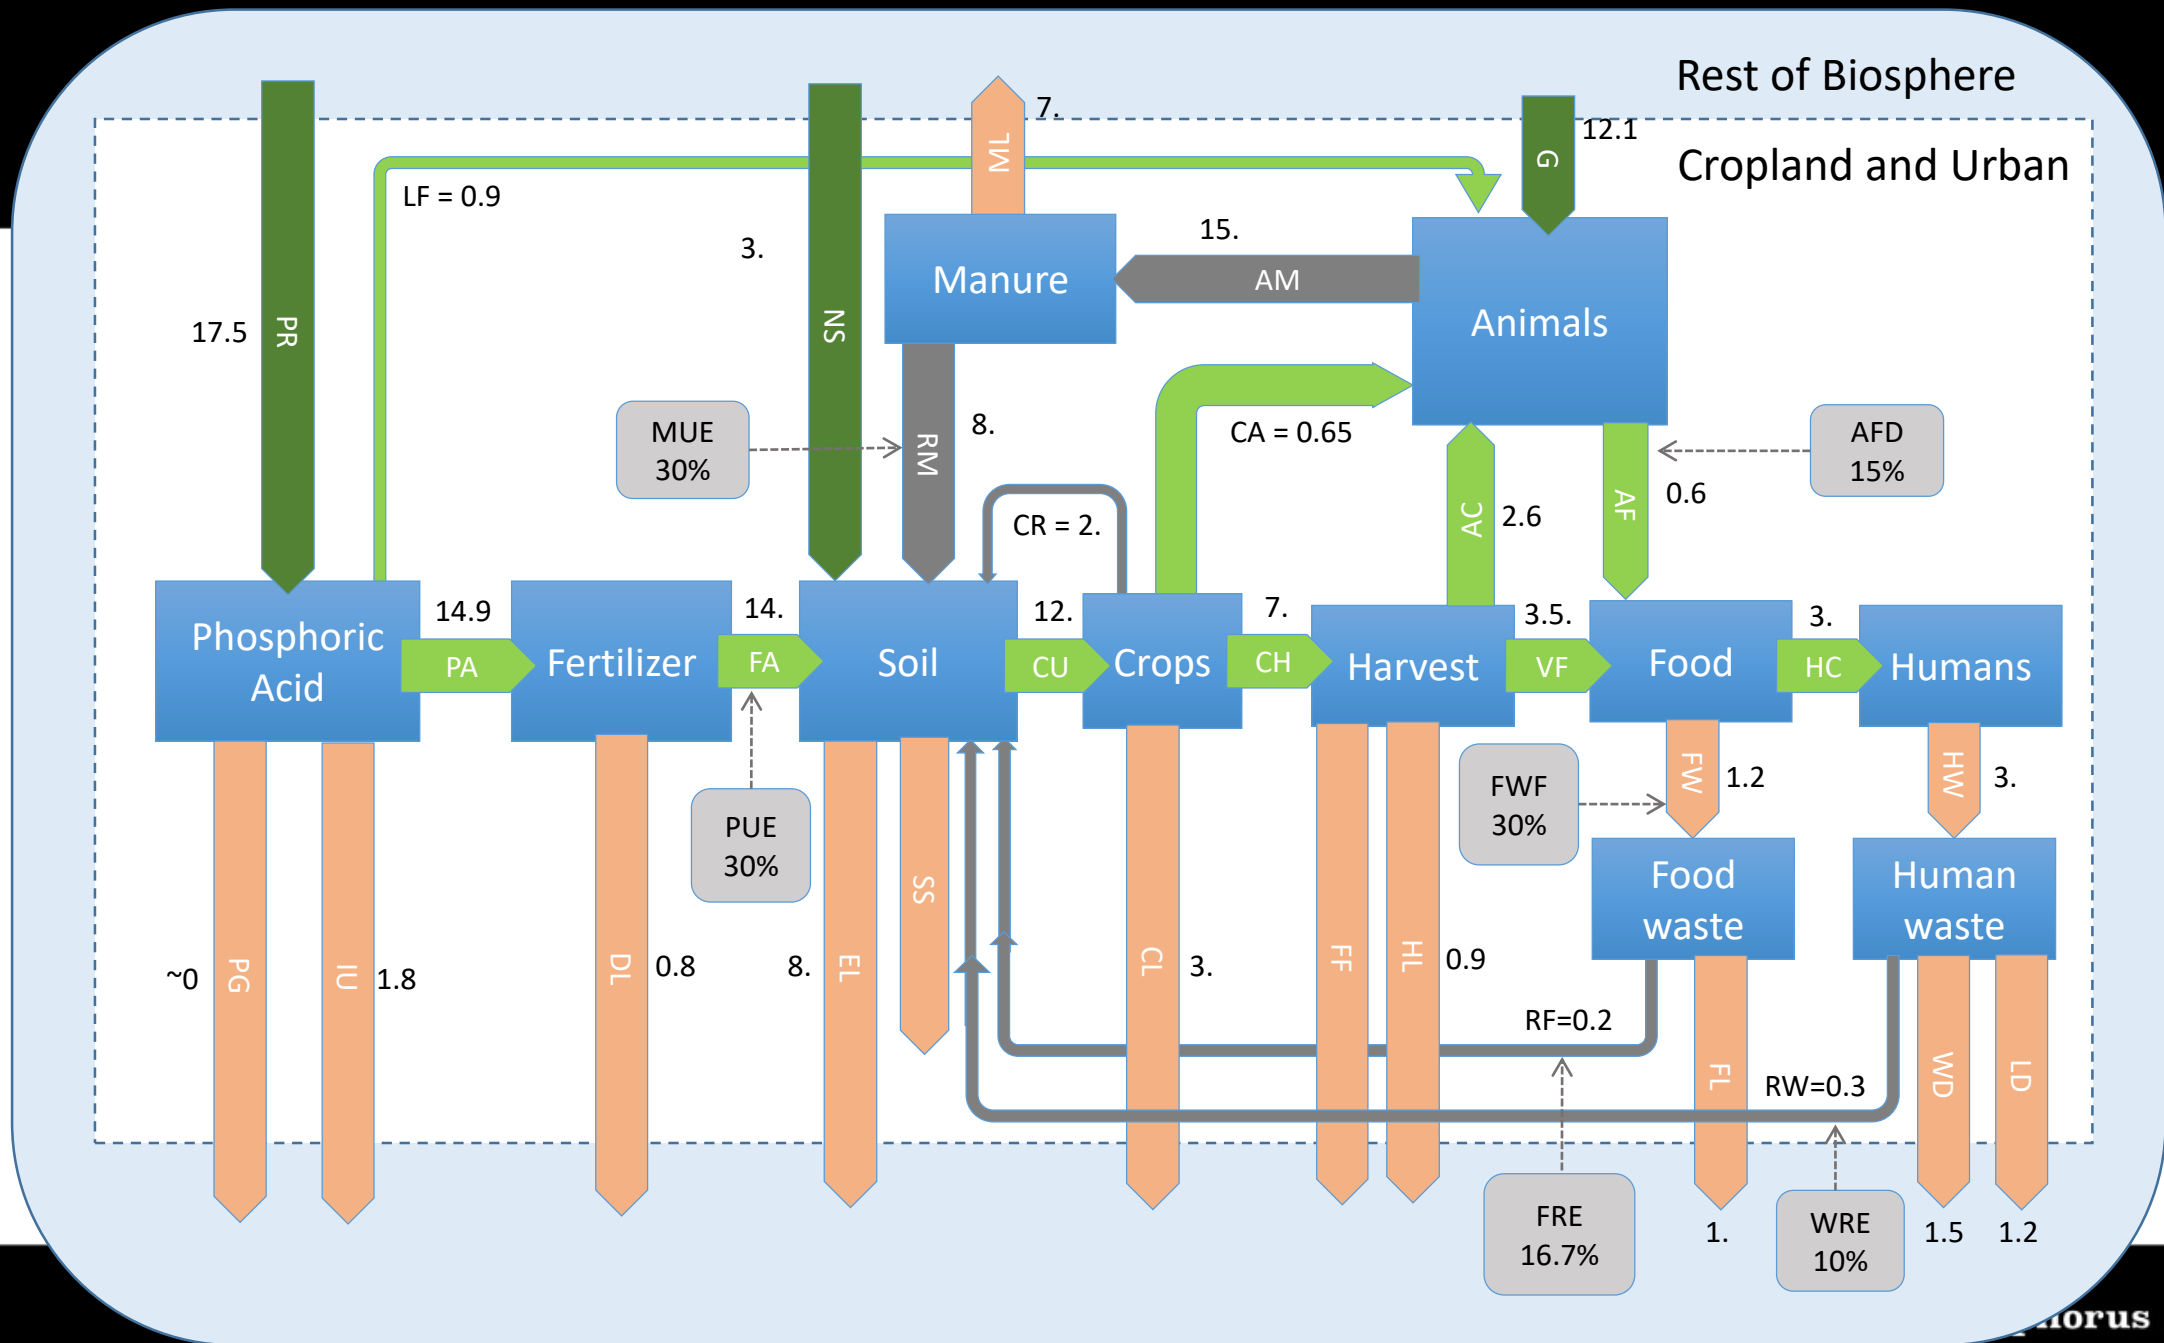 Rest of Biosphere
7.
12.1
ML
G
Cropland and Urban
LF = 0.9
15.
3.
Manure
AM
Animals
17.5
PR
NS
MUE
30%
RM
8.
CA = 0.65
AFD
15%
CR = 2.
AC
2.6
AF
0.6
Phosphoric
Acid
14.9
PA
Fertilizer
14.
FA
Soil
12.
CU
Crops
7.
CH
Harvest
3.5.
VF
Food
3.
HC
Humans
PUE
30%
FWF
30%
FW
1.2
HW
3.
Food
waste
Human
waste
~0
PG
IU
1.8
DL
0.8
8.
EL
SS
CL
3.
FF
HL
0.9
RF=0.2
FL
RW=0.3
WD
LD
FRE
16.7%
1.
WRE
10%
1.5
1.2